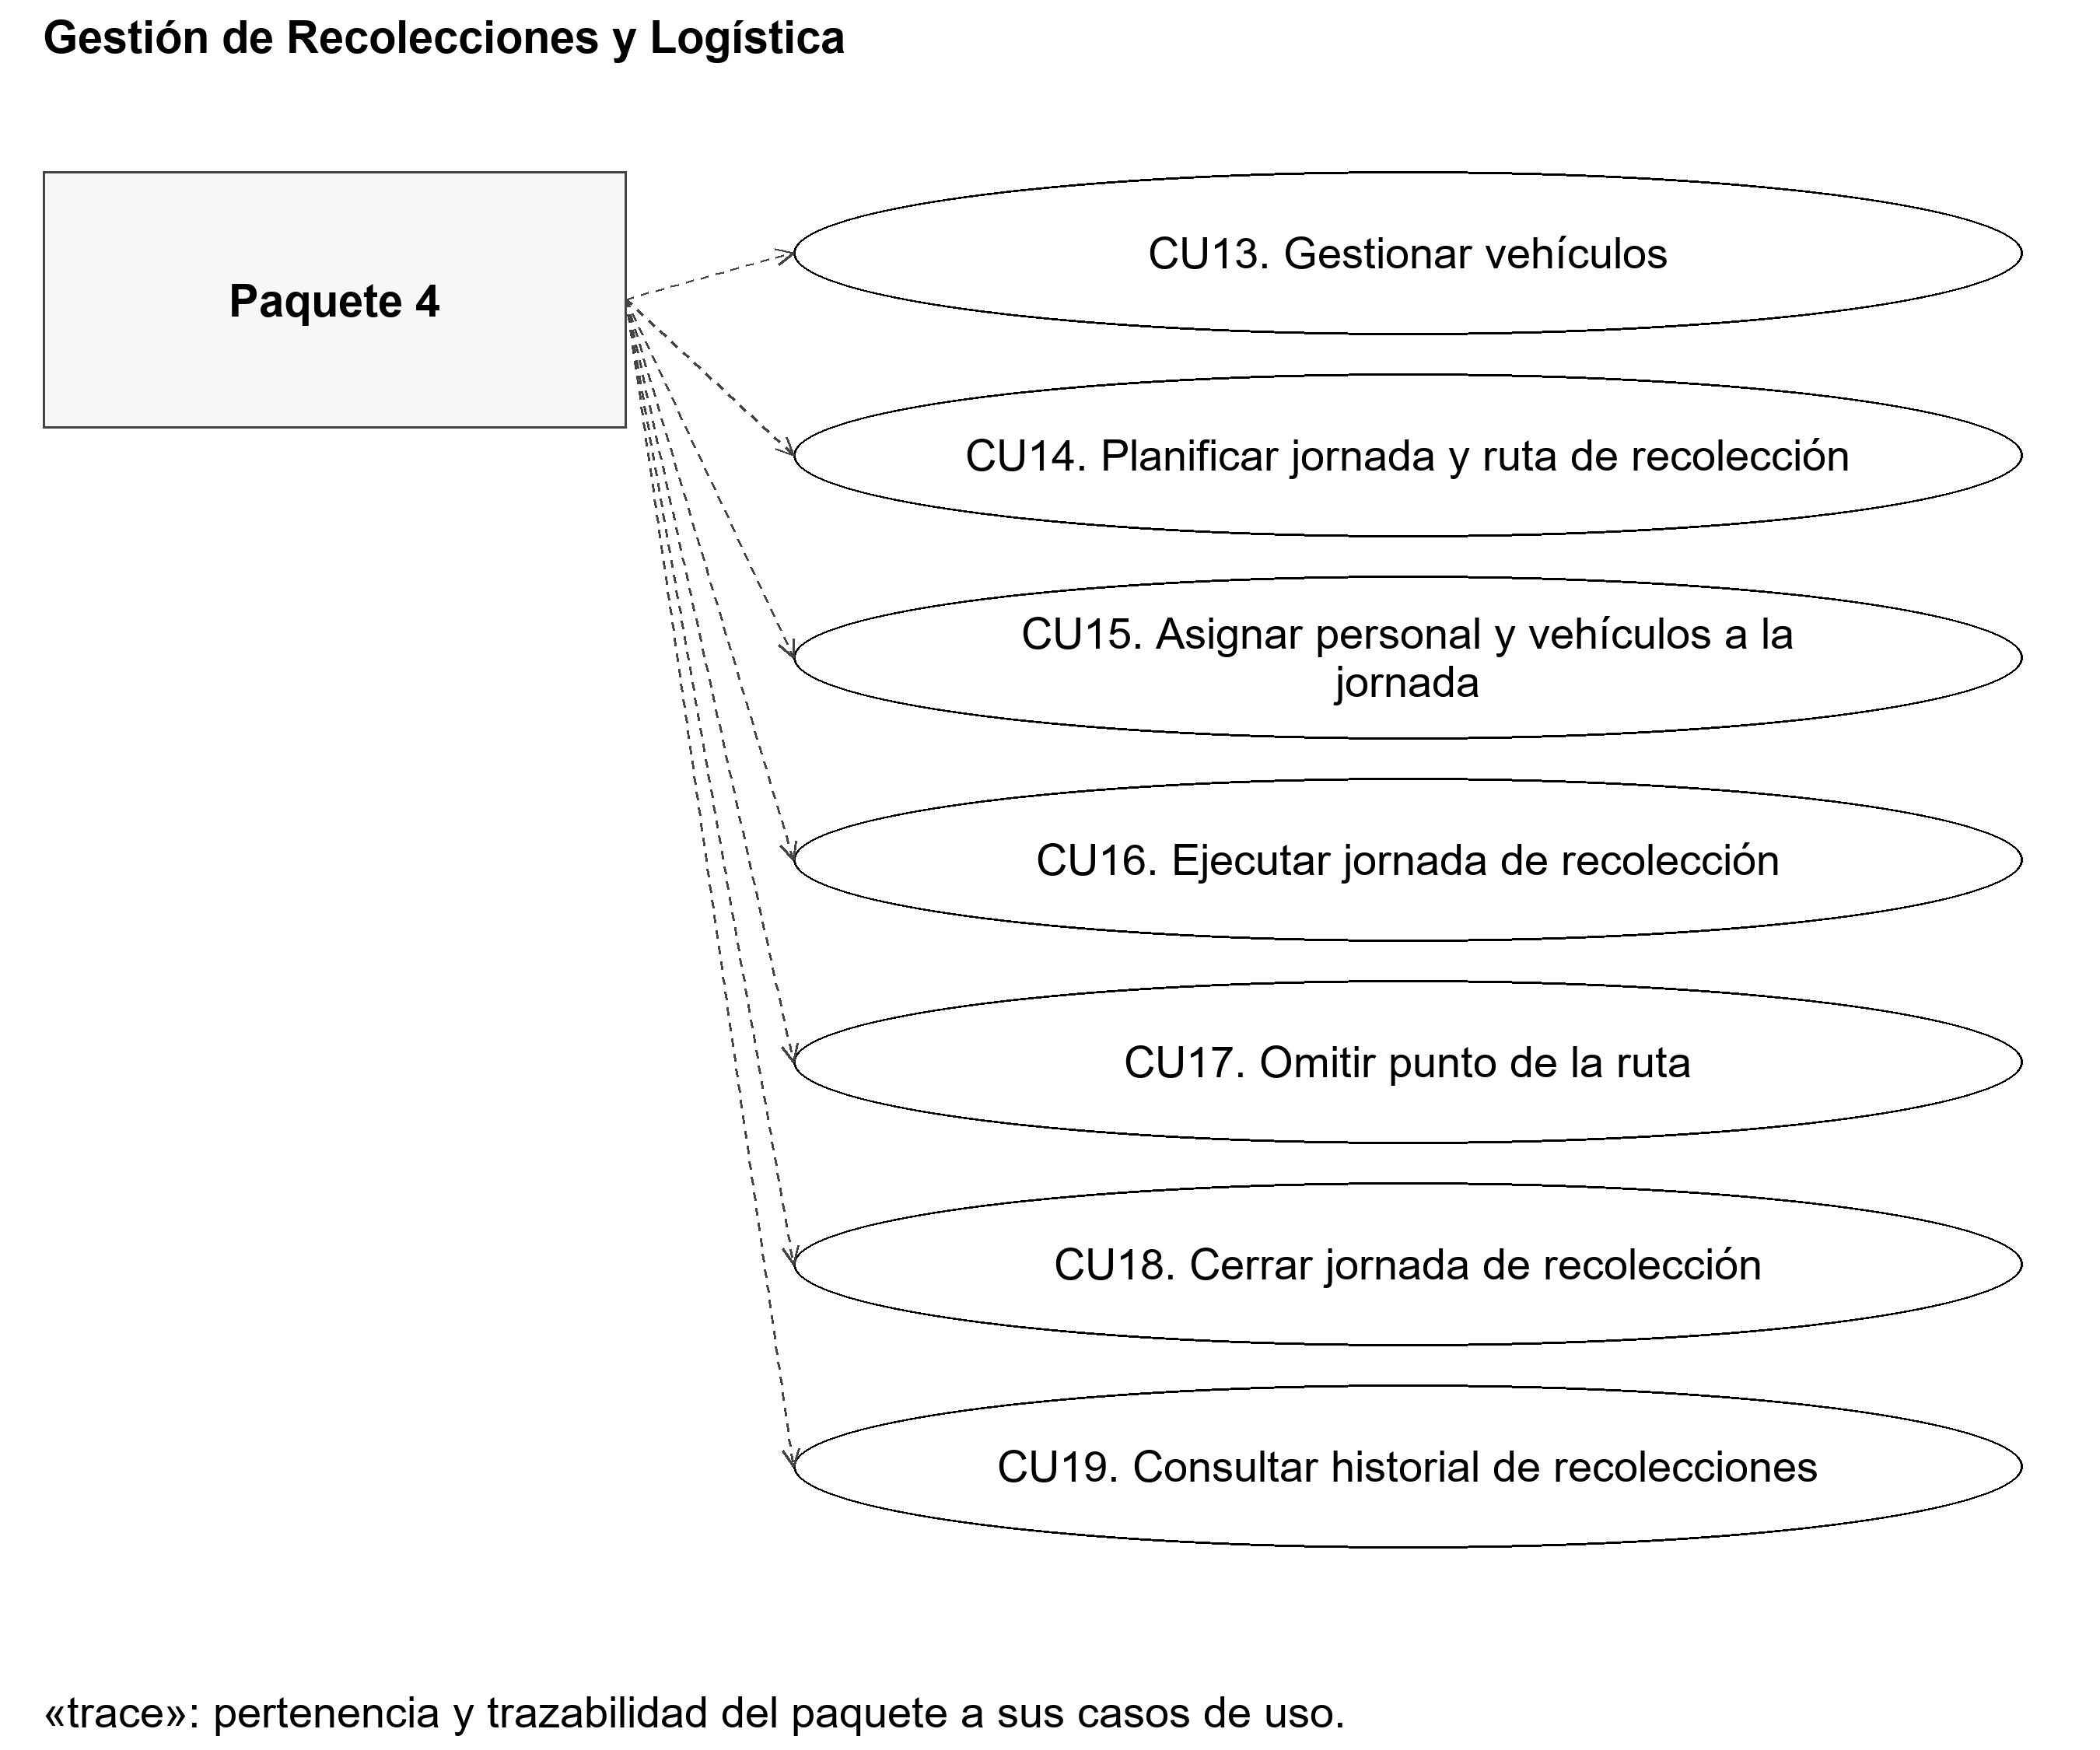 Gestión de Recolecciones y Logística
Paquete 4
CU13. Gestionar vehículos
CU14. Planificar jornada y ruta de recolección
CU15. Asignar personal y vehículos a la
jornada
CU16. Ejecutar jornada de recolección
CU17. Omitir punto de la ruta
CU18. Cerrar jornada de recolección
CU19. Consultar historial de recolecciones
«trace»: pertenencia y trazabilidad del paquete a sus casos de uso.